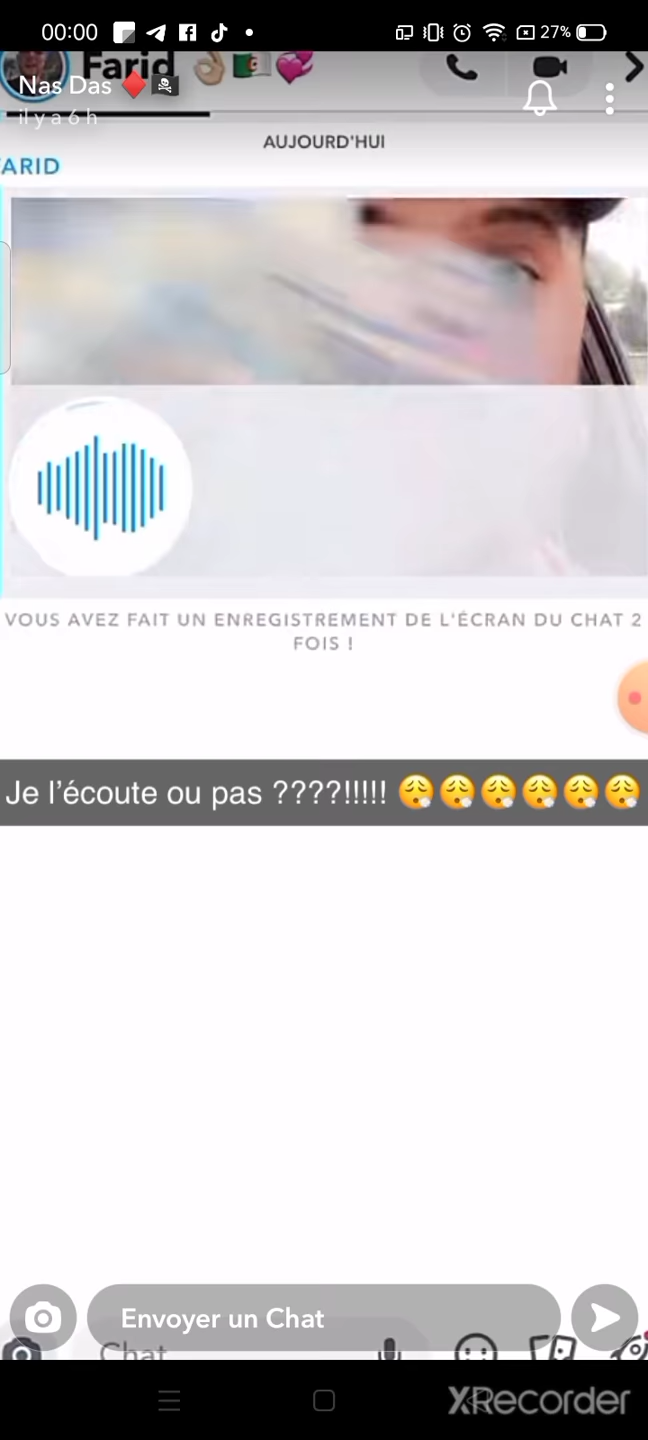 00:00
27%
Farid 👌🏼🇩🇿💞
Nas Das ♦️🏴‍☠️
il y a 6 h
AUJOURD'HUI
ARID
VOUS AVEZ FAIT UN ENREGISTREMENT DE L'ÉCRAN DU CHAT 2
FOIS !
Je l'écoute ou pas ????!!!!! 😮‍💨😮‍💨😮‍💨😮‍💨😮‍💨😮‍💨
Envoyer un Chat
Chat
XRecorder